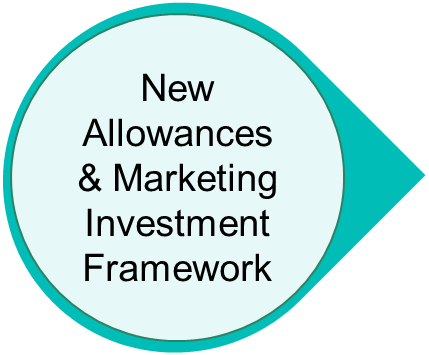 New
Allowances
& Marketing
Investment
Framework